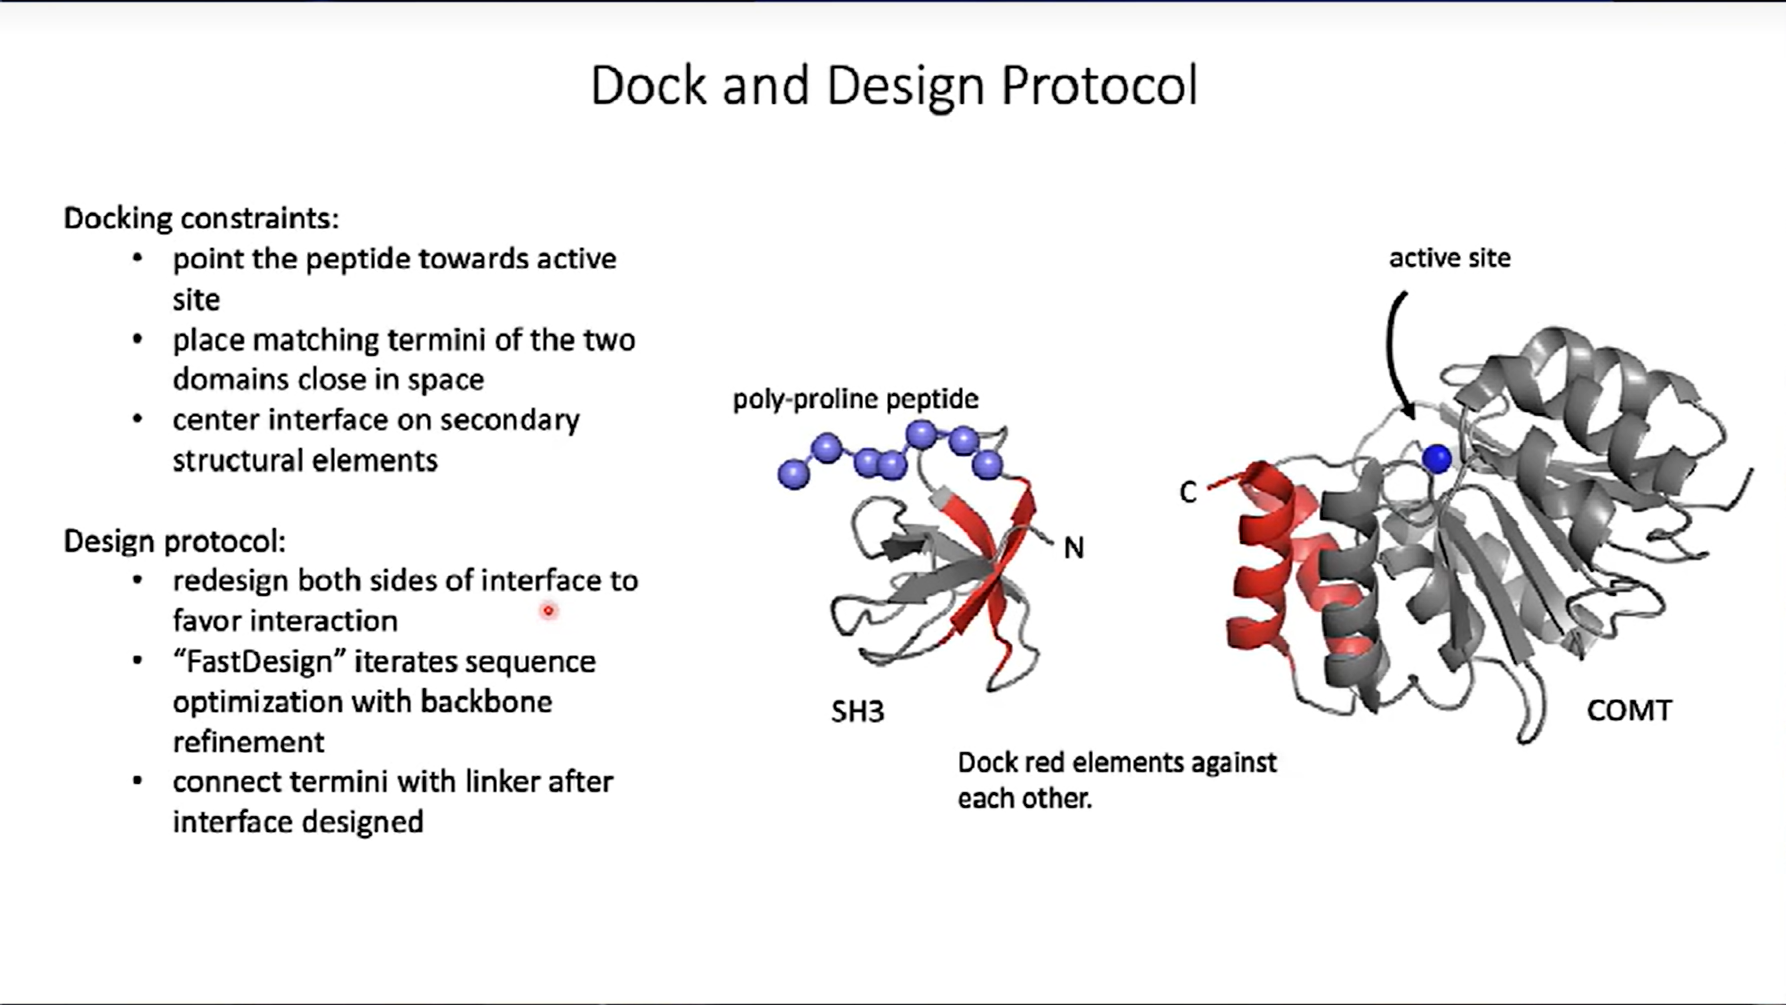 Dock and Design Protocol
Docking constraints:
• point the peptide towards active
site
• place matching termini of the two
domains close in space
• center interface on secondary
structural elements
Design protocol:
• redesign both sides of interface to
favor interaction
• “FastDesign” iterates sequence
optimization with backbone
refinement
• connect termini with linker after
interface designed
poly-proline peptide
N
SH3
active site
C
COMT
Dock red elements against
each other.